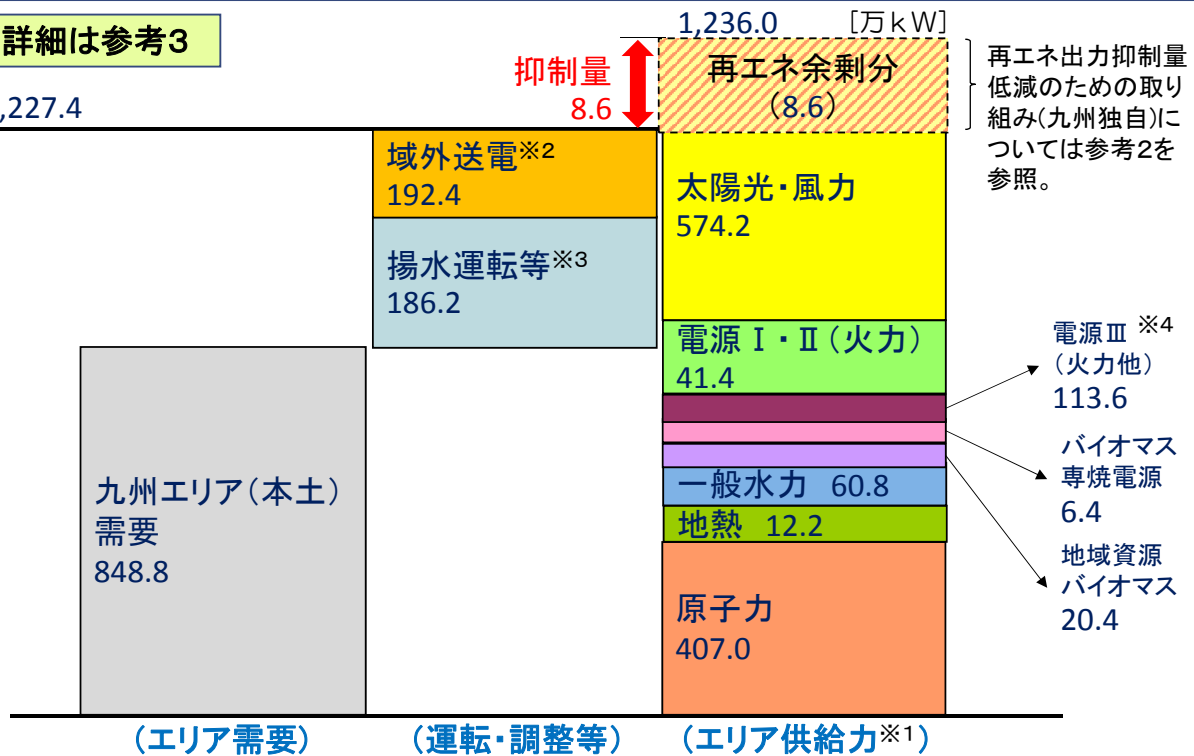 詳細は参考3
1,236.0 [万kW]
,227.4
抑制量
8.6
再エネ余剰分
(8.6)
再エネ出力抑制量
低減のための取り
組み(九州独自)に
ついては参考2を
参照。
域外送電※2
192.4
揚水運転等※3
186.2
太陽光・風力
574.2
電源Ⅰ・Ⅱ(火力)
41.4
電源Ⅲ ※4
(火力他)
113.6
バイオマス
専焼電源
6.4
地域資源
バイオマス
20.4
一般水力 60.8
地熱 12.2
原子力
407.0
九州エリア(本土)
需要
848.8
(エリア需要)
(運転・調整等)
(エリア供給力※1)